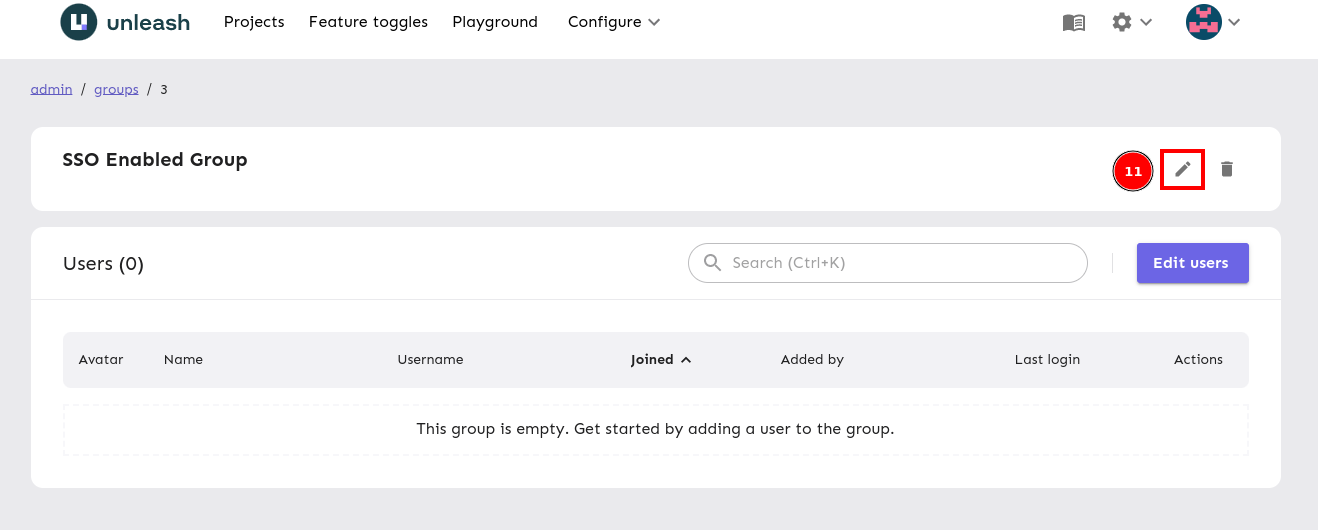 unleash Projects Feature toggles Playground Configure
admin / groups / 3
SSO Enabled Group
11
Users (0)
Search (Ctrl+K)
Edit users
Avatar Name Username Joined Added by Last login Actions
This group is empty. Get started by adding a user to the group.